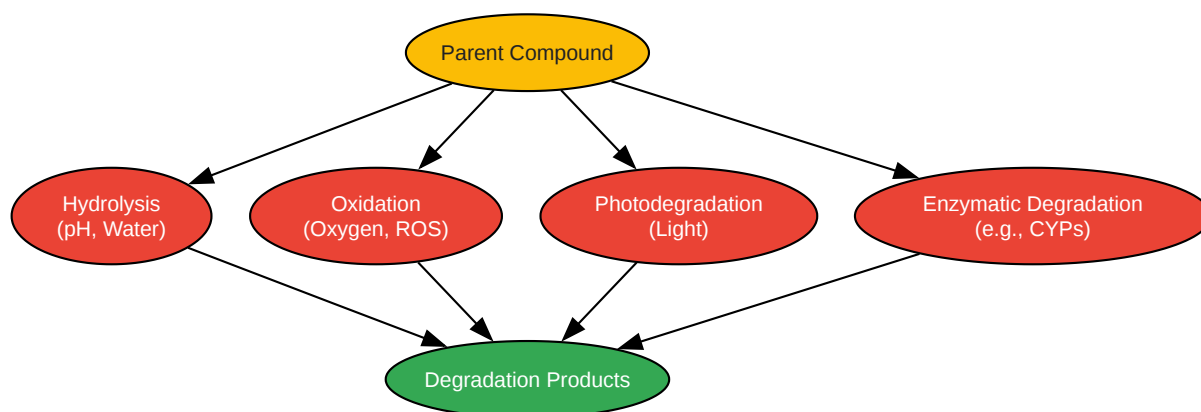 Parent Compound
Hydrolysis
(pH, Water)
Oxidation
(Oxygen, ROS)
Photodegradation
(Light)
Enzymatic Degradation
(e.g., CYPs)
Degradation Products